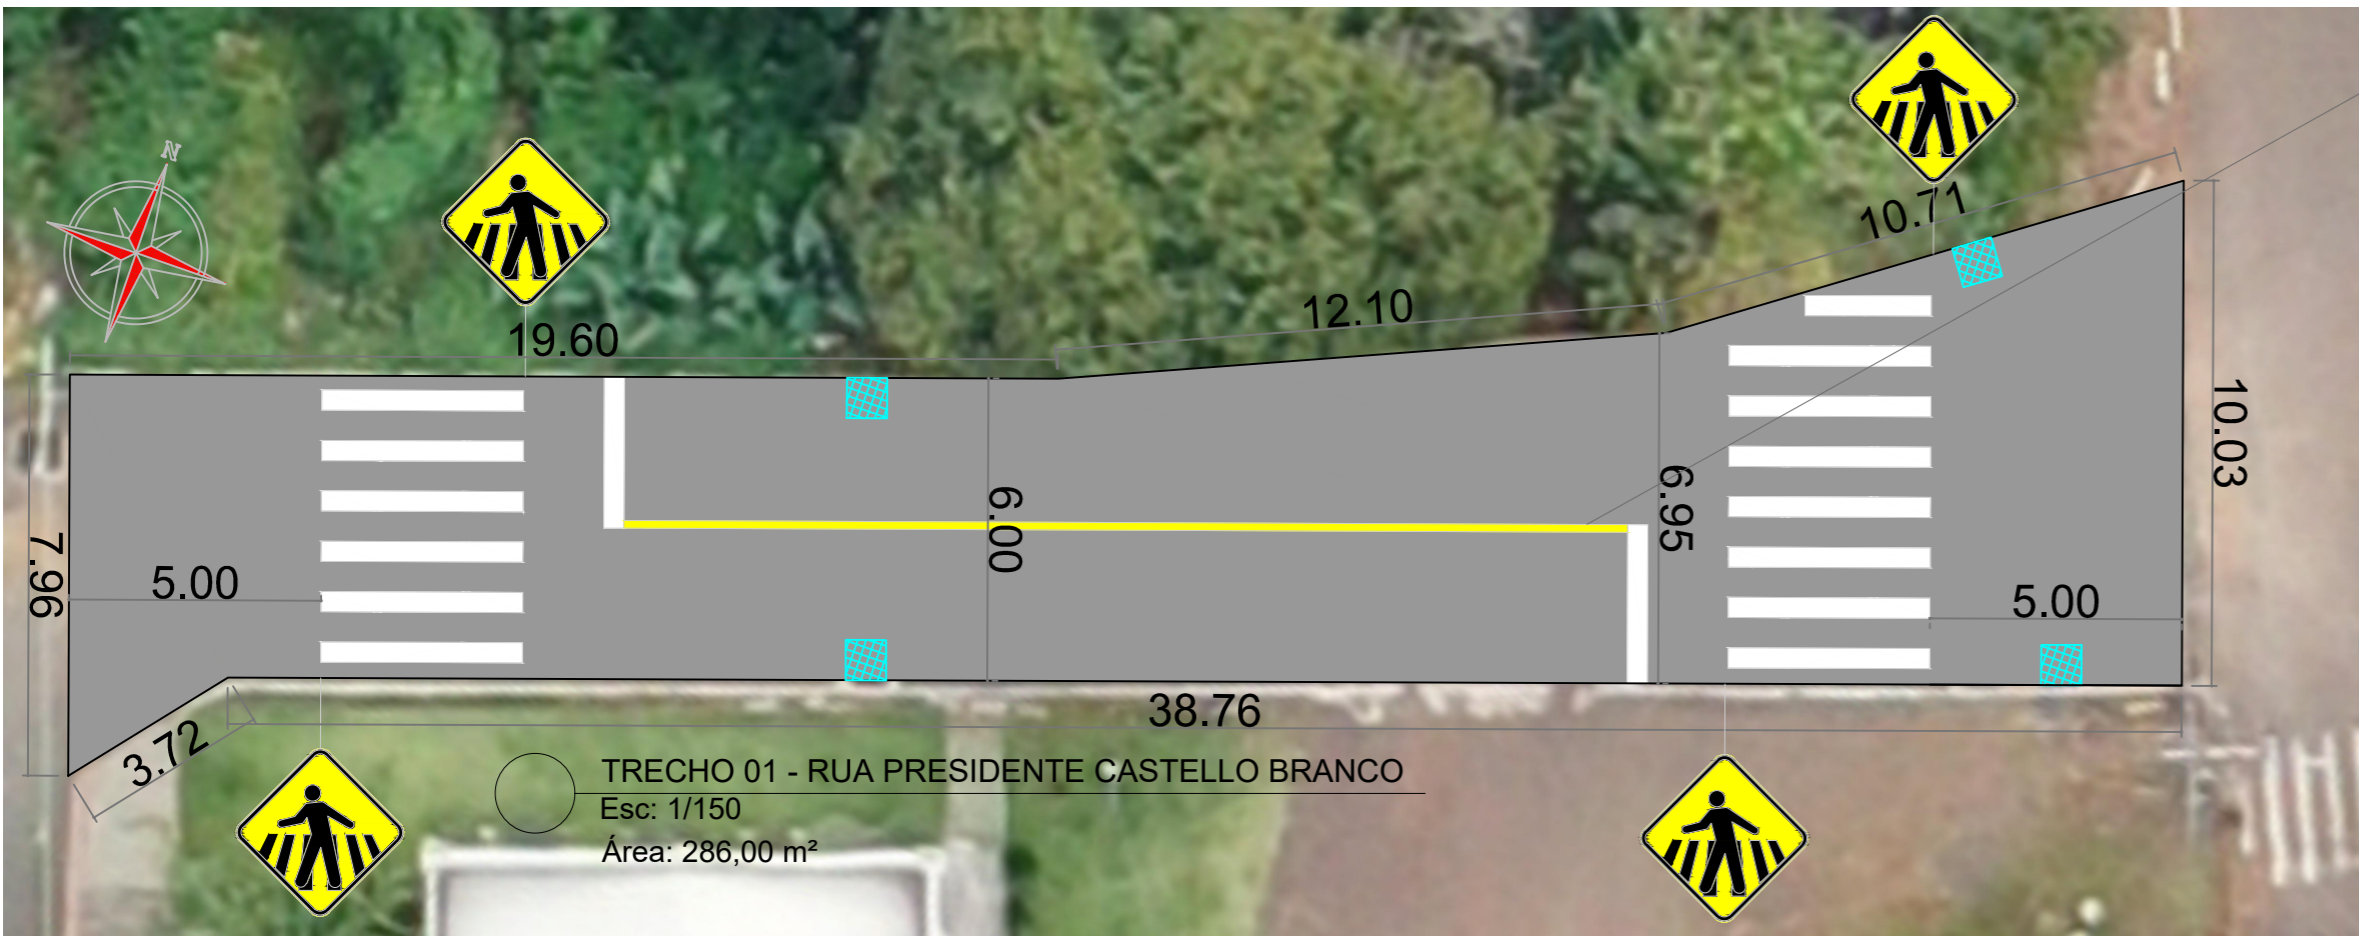 N
10.71
12.10
19.60
10.03
6.00
6.95
7.96
5.00
5.00
38.76
3.72
TRECHO 01 - RUA PRESIDENTE CASTELLO BRANCO
Esc: 1/150
Área: 286,00 m²